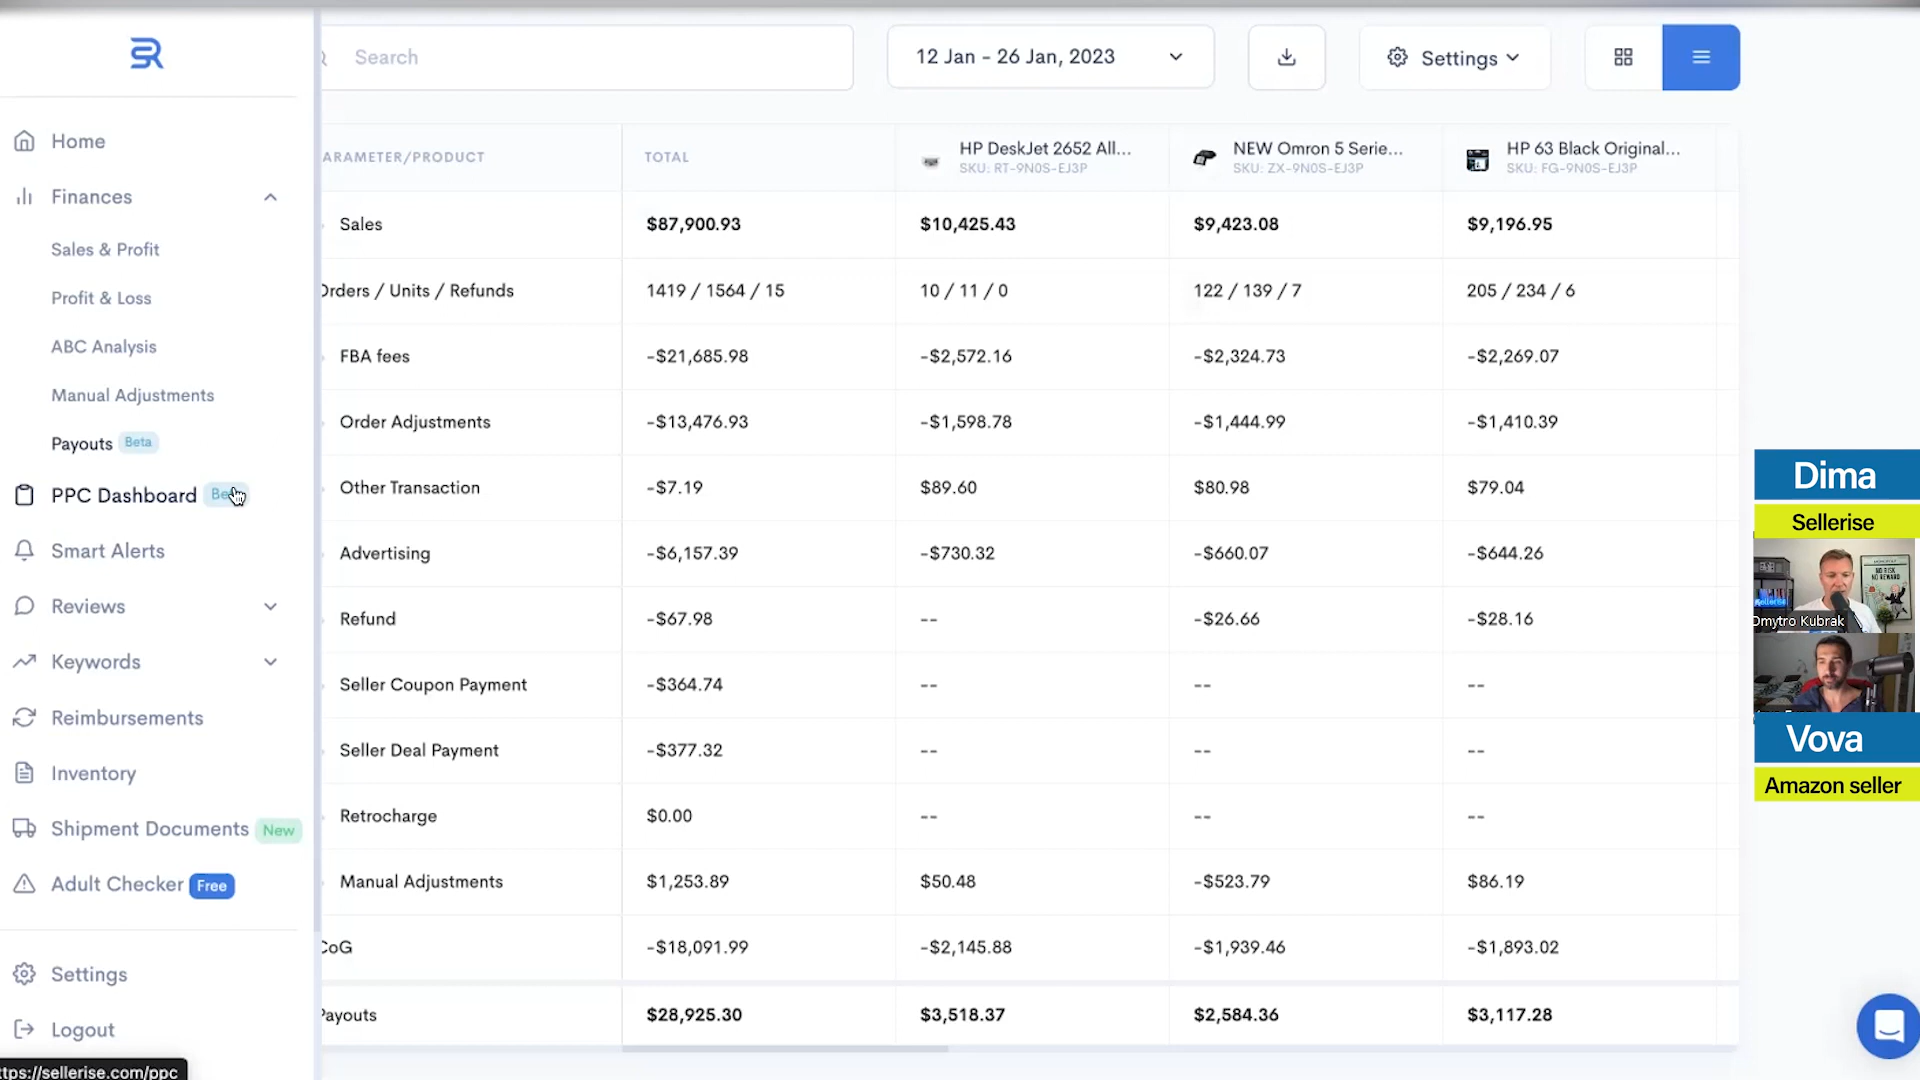 SR
Search
12 Jan - 26 Jan, 2023
Settings
Home
Finances
Sales & Profit
Profit & Loss
ABC Analysis
Manual Adjustments
Payouts Beta
PPC Dashboard
Smart Alerts
Reviews
Keywords
Reimbursements
Inventory
Shipment Documents New
Adult Checker Free
Settings
Logout
ttps://sellerise.com/ppc
ARAMETER/PRODUCT TOTAL HP DeskJet 2652 All... NEW Omron 5 Serie... HP 63 Black Original...
SKU: RT-9N0S-EJ3P SKU: ZX-9N0S-EJ3P SKU: FG-9N0S-EJ3P
Sales $87,900.93 $10,425.43 $9,423.08 $9,196.95
Orders / Units / Refunds 1419 / 1564 / 15 10 / 11 / 0 122 / 139 / 7 205 / 234 / 6
FBA fees -$21,685.98 -$2,572.16 -$2,324.73 -$2,269.07
Order Adjustments -$13,476.93 -$1,598.78 -$1,444.99 -$1,410.39
Other Transaction -$7.19 $89.60 $80.98 $79.04
Advertising -$6,157.39 -$730.32 -$660.07 -$644.26
Refund -$67.98 -- -$26.66 -$28.16
Seller Coupon Payment -$364.74 -- -- --
Seller Deal Payment -$377.32 -- -- --
Retrocharge $0.00 -- -- --
Manual Adjustments $1,253.89 $50.48 -$523.79 $86.19
CoG -$18,091.99 -$2,145.88 -$1,939.46 -$1,893.02
Payouts $28,925.30 $3,518.37 $2,584.36 $3,117.28
Dima
Sellerise
NO RISK
NO REWARD
Dmytro Kubrak
Vova
Amazon seller